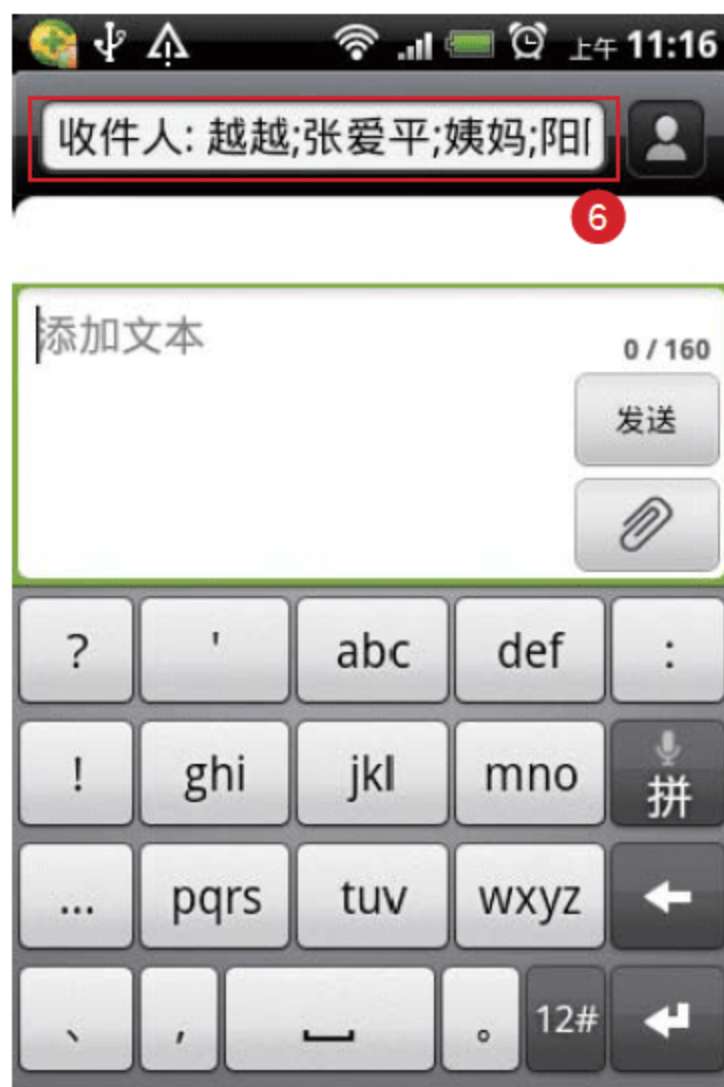 上午 11:16
收件人: 越越;张爱平;姨妈;阳
6
添加文本
0 / 160
发送
? ' abc def :
! ghi jkl mno 拼
... pqrs tuv wxyz
、 , 。 12#